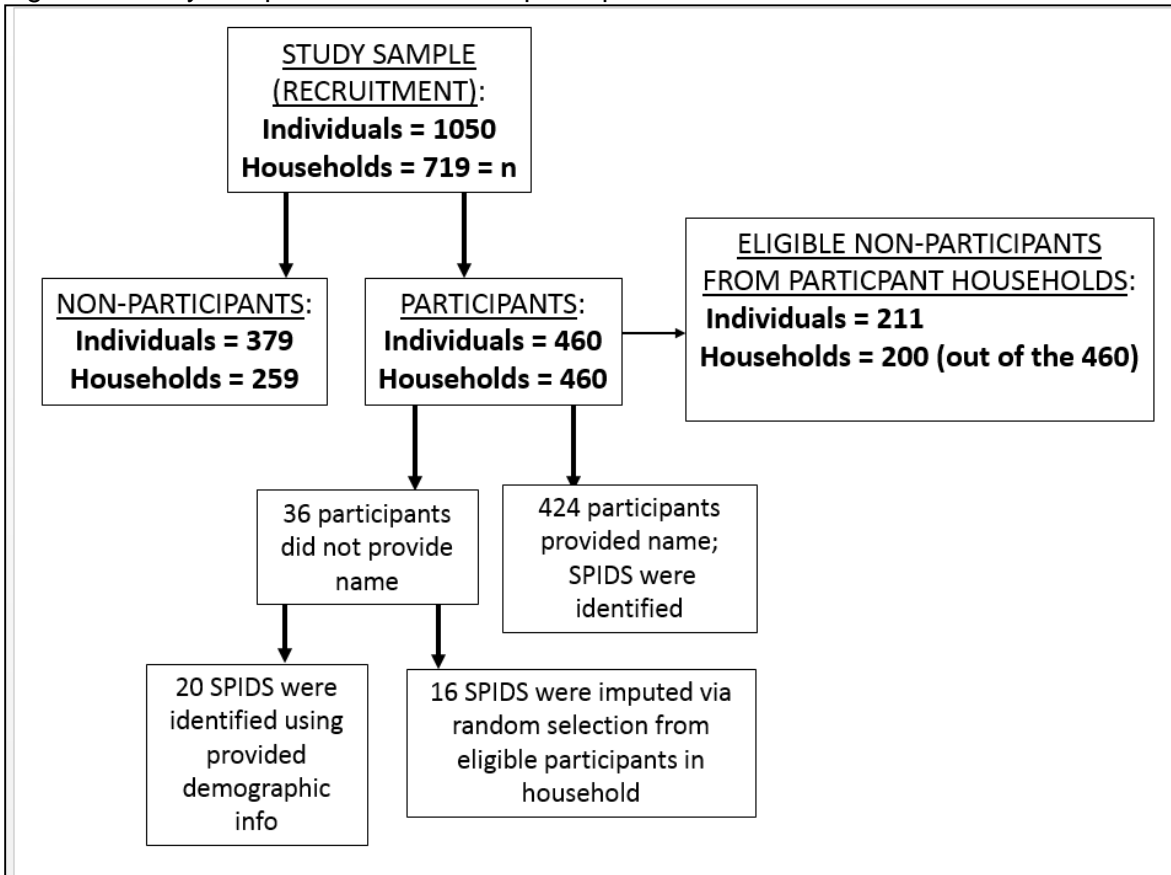 STUDY SAMPLE
(RECRUITMENT):
Individuals = 1050
Households = 719 = n
NON-PARTICIPANTS:
Individuals = 379
Households = 259
PARTICIPANTS:
Individuals = 460
Households = 460
ELIGIBLE NON-PARTICIPANTS
FROM PARTICPANT HOUSEHOLDS:
Individuals = 211
Households = 200 (out of the 460)
36 participants
did not provide
name
424 participants
provided name;
SPIDS were
identified
20 SPIDS were
identified using
provided
demographic
info
16 SPIDS were imputed via
random selection from
eligible participants in
household